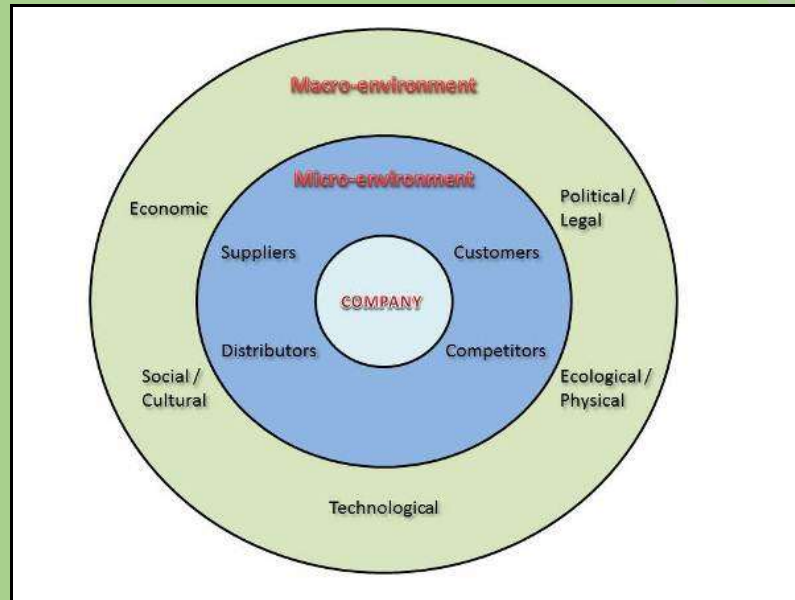 Macro-environment
Micro-environment
Economic
Political /
Legal
Suppliers
Customers
COMPANY
Distributors
Competitors
Social /
Cultural
Ecological /
Physical
Technological